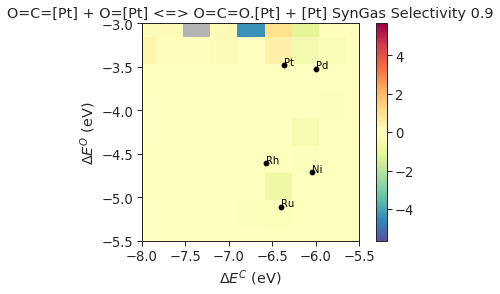 O=C=[Pt] + O=[Pt] <=> O=C=O.[Pt] + [Pt] SynGas Selectivity 0.9
−3.0
−3.5
−4.0
−4.5
−5.0
−5.5
ΔE^O (eV)
Pt
Pd
Rh
Ni
Ru
−8.0 −7.5 −7.0 −6.5 −6.0 −5.5
ΔE^C (eV)
4
2
0
−2
−4